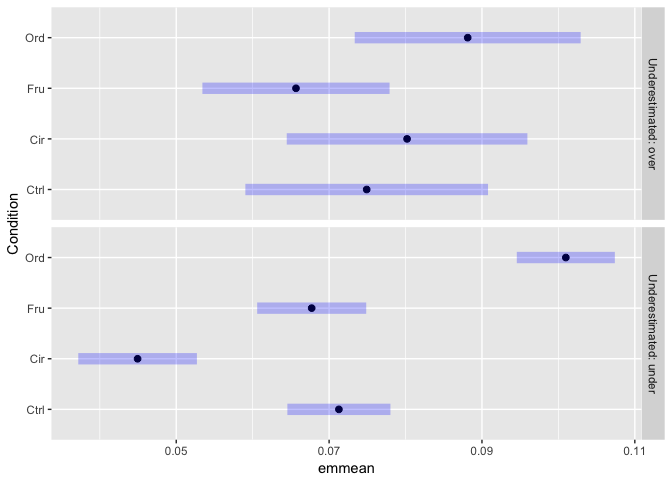 Ord
Fru
Cir
Ctrl
Underestimated: over
Ord
Fru
Cir
Ctrl
Underestimated: under
Condition
0.05
0.07
0.09
0.11
emmean